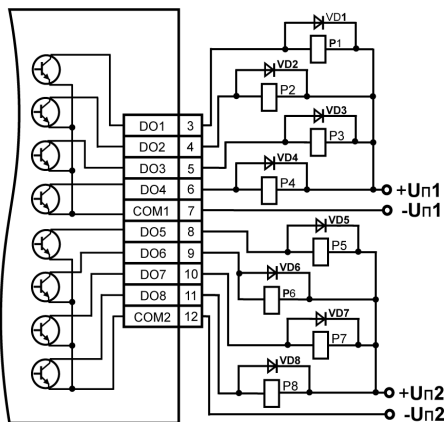 VD1
P1
VD2
P2
VD3
P3
VD4
P4
DO1 3
DO2 4
DO3 5
DO4 6
COM1 7
DO5 8
DO6 9
DO7 10
DO8 11
COM2 12
+Uп1
-Uп1
VD5
P5
VD6
P6
VD7
P7
VD8
P8
+Uп2
-Uп2